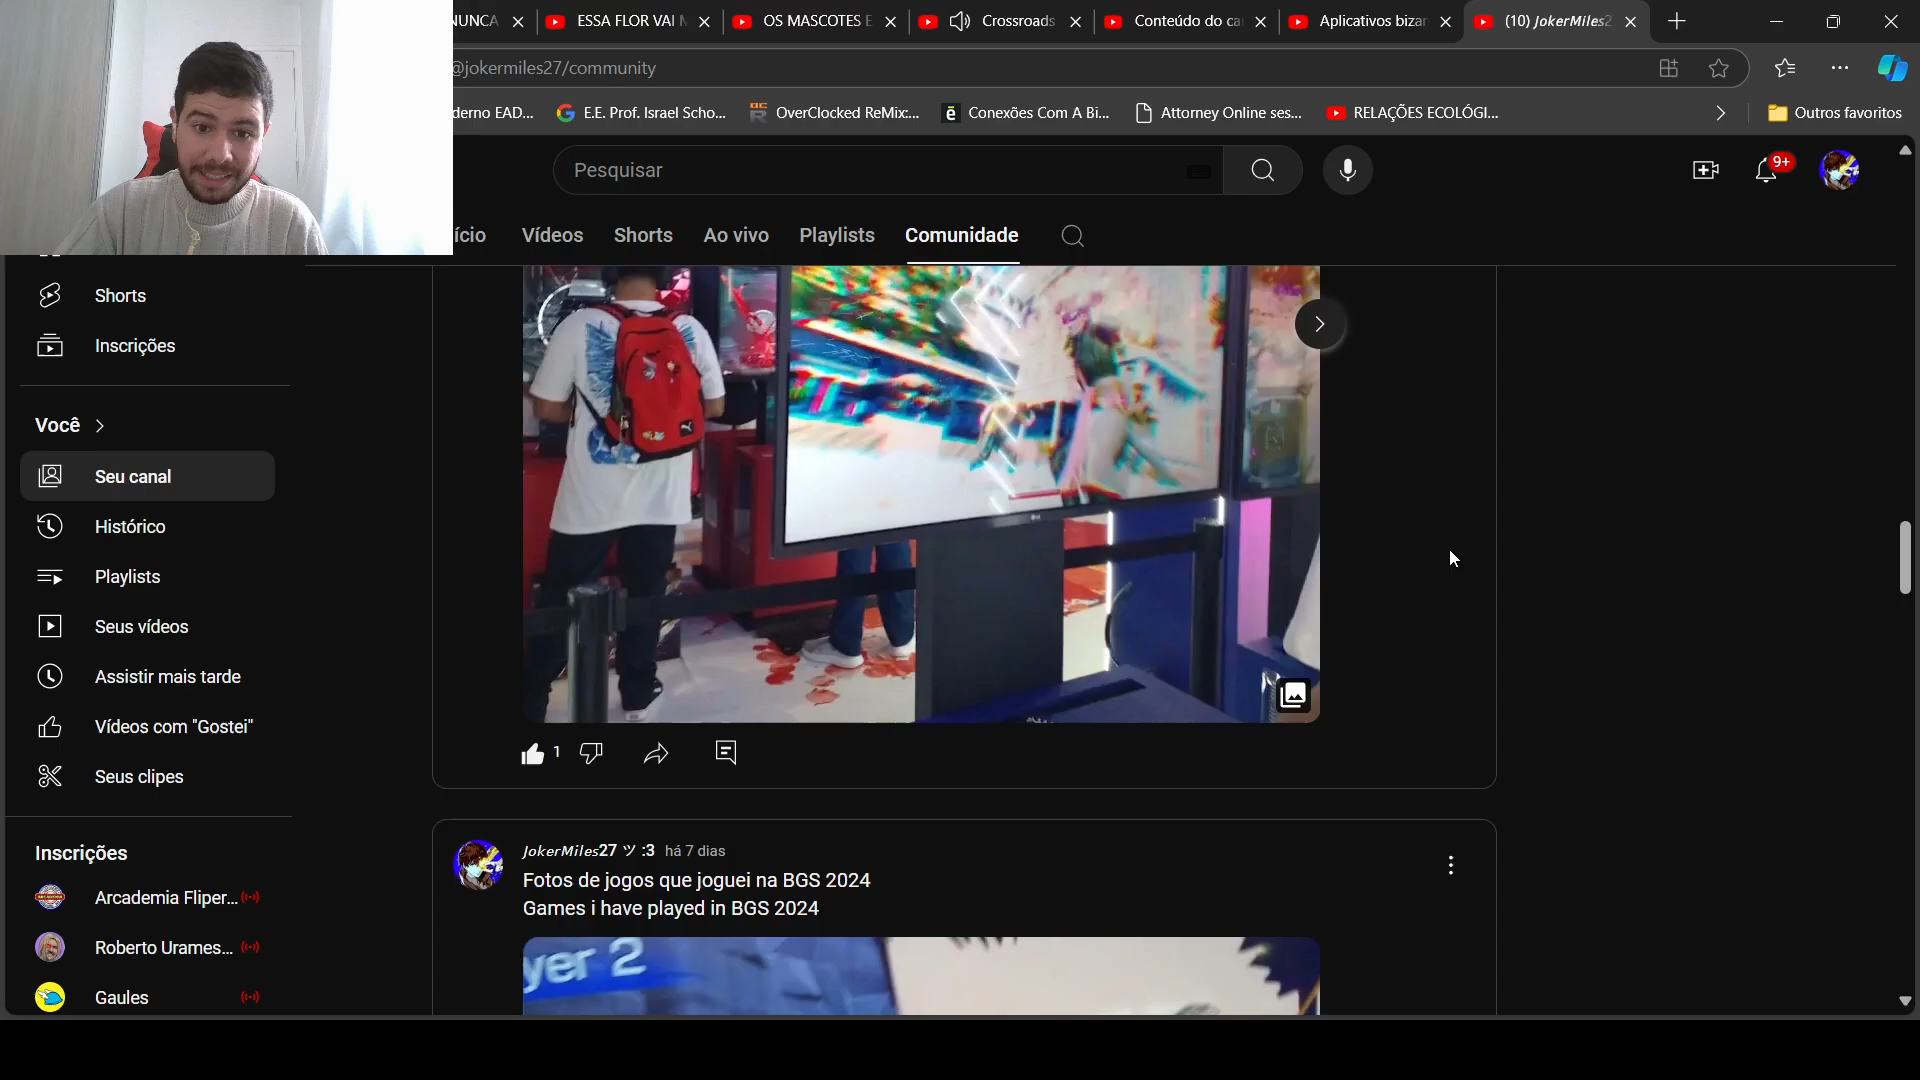 NUNCA
ESSA FLOR VAI
OS MASCOTES E
Crossroads
Conteúdo do ca
Aplicativos bizar
(10) JokerMiles2
@jokermiles27/community
derno EAD...
E.E. Prof. Israel Scho...
OverClocked ReMix:...
Conexões Com A Bi...
Attorney Online ses...
RELAÇÕES ECOLÓGI...
Outros favoritos
Pesquisar
9+
ício
Vídeos
Shorts
Ao vivo
Playlists
Comunidade
Shorts
Inscrições
Você
Seu canal
Histórico
Playlists
Seus vídeos
Assistir mais tarde
Vídeos com "Gostei"
Seus clipes
Inscrições
Arcademia Fliper...
Roberto Urames...
Gaules
1
JokerMiles27 ツ :3 há 7 dias
Fotos de jogos que joguei na BGS 2024
Games i have played in BGS 2024
yer 2